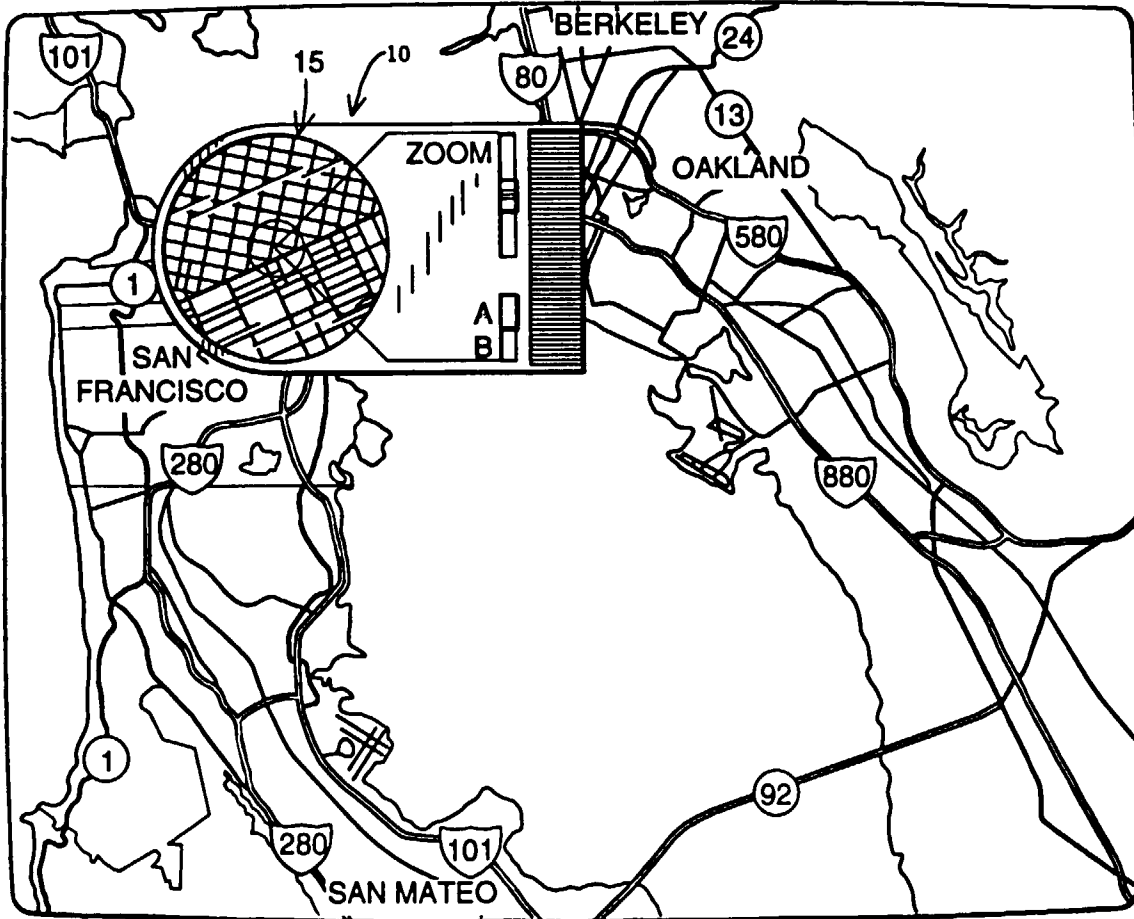 BERKELEY
24
101
15
10
80
13
ZOOM
OAKLAND
580
1
A
B
SAN
FRANCISCO
280
880
1
92
280
101
SAN MATEO